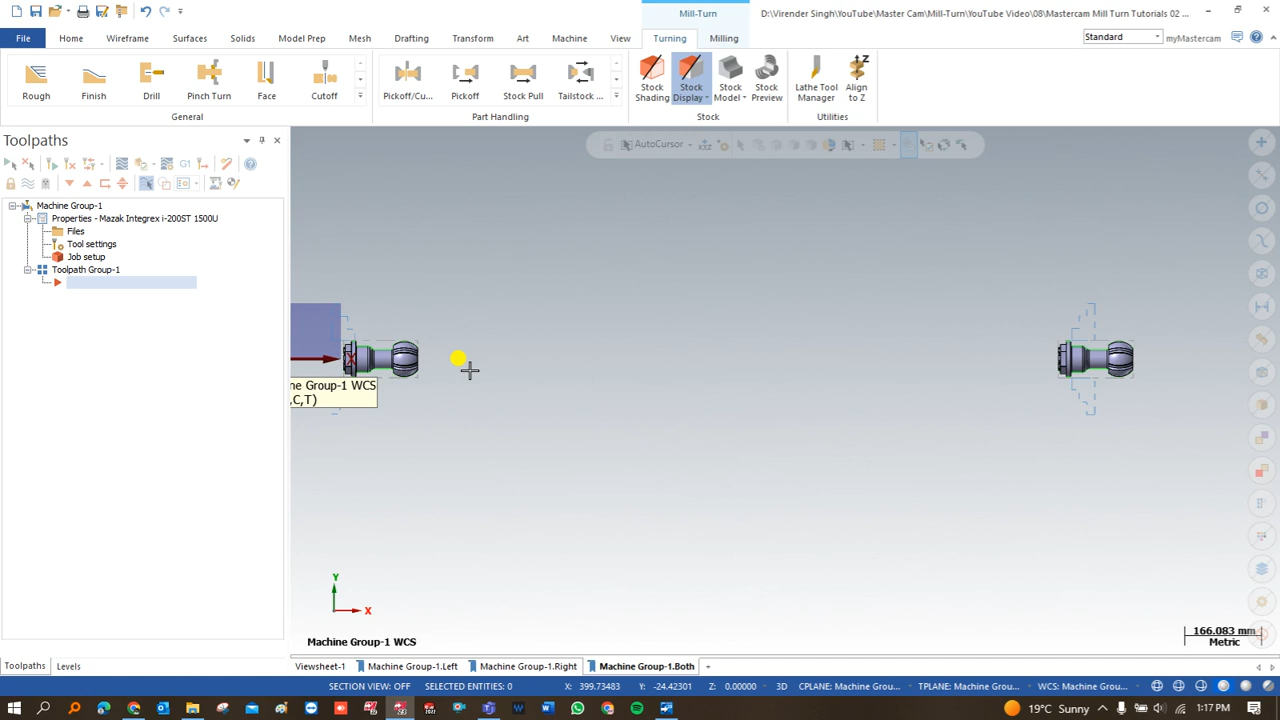 Mill-Turn
D:\Virender Singh\YouTube\Master Cam\Mill-Turn\YouTube Video\08\Mastercam Mill Turn Tutorials 02 ...
File Home Wireframe Surfaces Solids Model Prep Mesh Drafting Transform Art Machine View Turning Milling
Standard myMastercam
Rough Finish Drill Pinch Turn Face Cutoff
Pickoff/Cu... Pickoff Stock Pull Tailstock ...
Stock Shading
Stock Display
Stock Model
Stock Preview
Lathe Tool Manager
Align to Z
General Part Handling Stock Utilities
Toolpaths
AutoCursor
G1
Machine Group-1
Properties - Mazak Integrex i-200ST 1500U
Files
Tool settings
Job setup
Toolpath Group-1
ne Group-1 WCS
,C,T)
Y
X
Machine Group-1 WCS
166.083 mm
Metric
Toolpaths Levels
Viewsheet-1 Machine Group-1.Left Machine Group-1.Right Machine Group-1.Both +
SECTION VIEW: OFF SELECTED ENTITIES: 0 X: 399.73483 Y: -24.42301 Z: 0.00000 3D CPLANE: Machine Grou... TPLANE: Machine Grou... WCS: Machine Group-1
19°C Sunny 1:17 PM